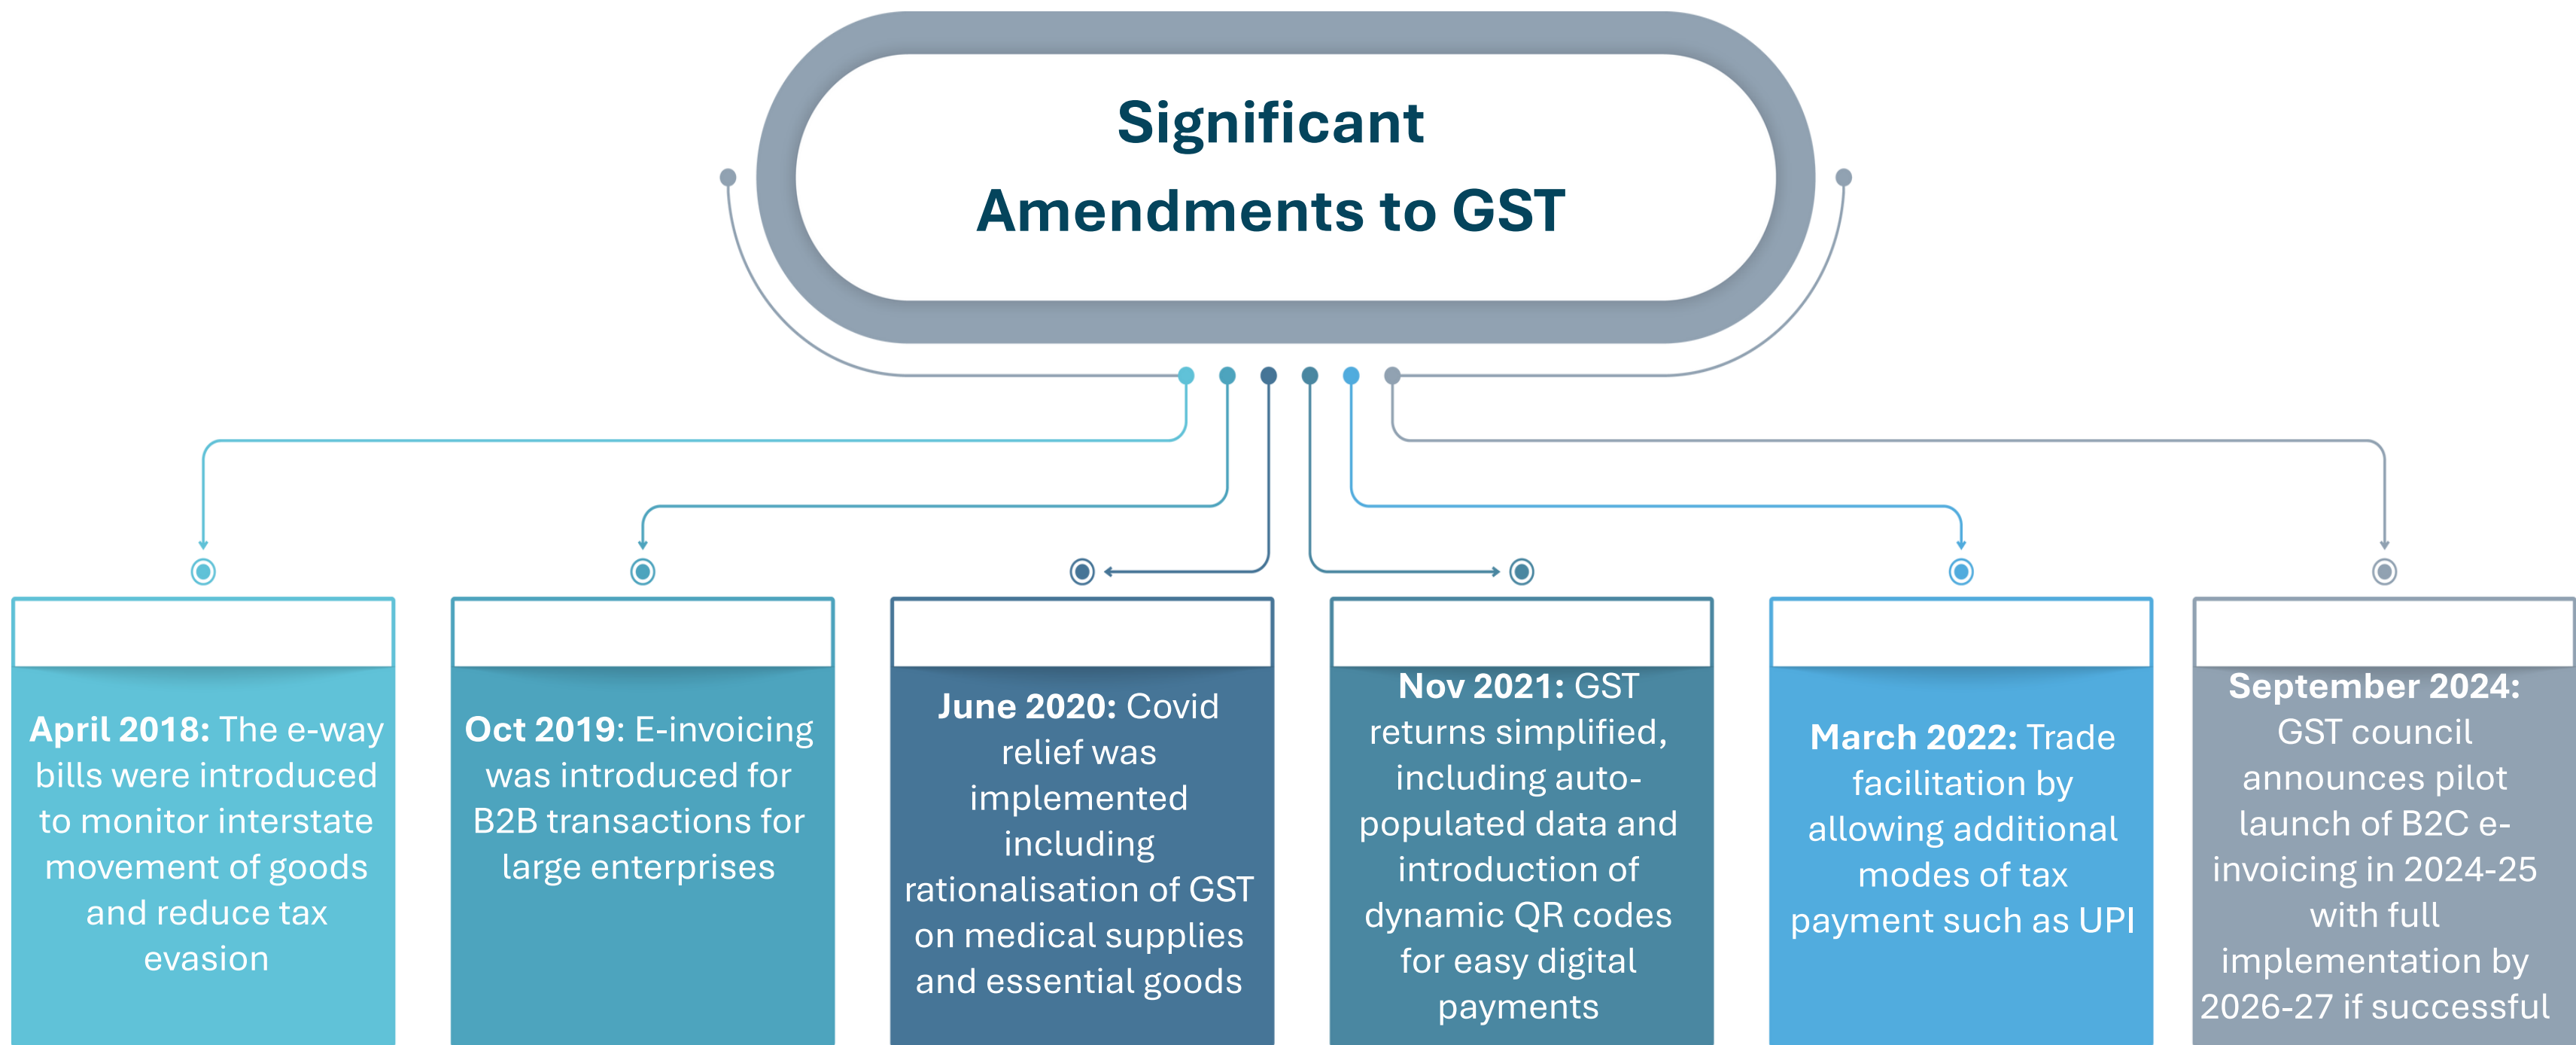 Significant
Amendments to GST
April 2018: The e-way
bills were introduced
to monitor interstate
movement of goods
and reduce tax
evasion
Oct 2019: E-invoicing
was introduced for
B2B transactions for
large enterprises
June 2020: Covid
relief was
implemented
including
rationalisation of GST
on medical supplies
and essential goods
Nov 2021: GST
returns simplified,
including auto-
populated data and
introduction of
dynamic QR codes
for easy digital
payments
March 2022: Trade
facilitation by
allowing additional
modes of tax
payment such as UPI
September 2024:
GST council
announces pilot
launch of B2C e-
invoicing in 2024-25
with full
implementation by
2026-27 if successful